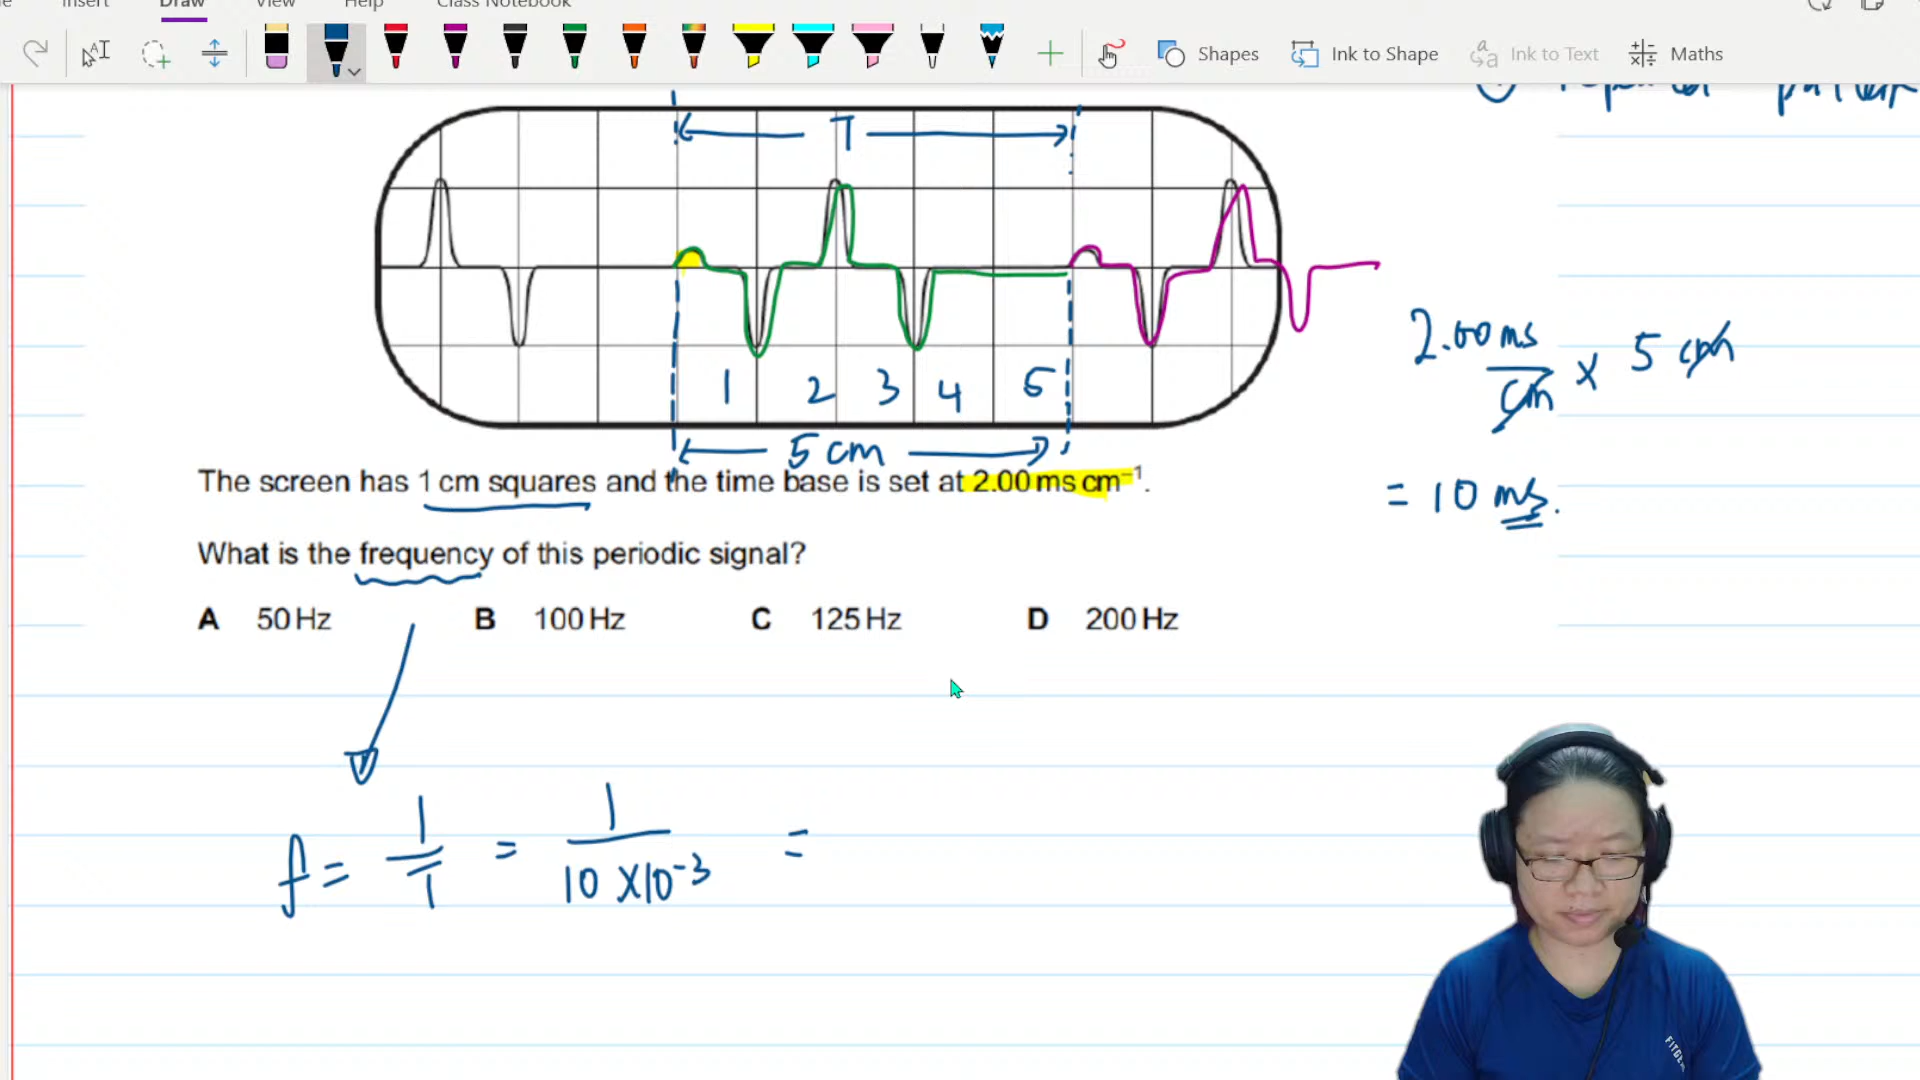 Insert Draw View Help Class Notebook
Shapes Ink to Shape Ink to Text Maths
T
1 2 3 4 5
5 cm
The screen has 1 cm squares and the time base is set at 2.00 ms cm⁻¹.
What is the frequency of this periodic signal?
A 50 Hz B 100 Hz C 125 Hz D 200 Hz
2.00 ms/cm × 5 cm
= 10 ms.
f = 1/T = 1/10 × 10⁻³ =